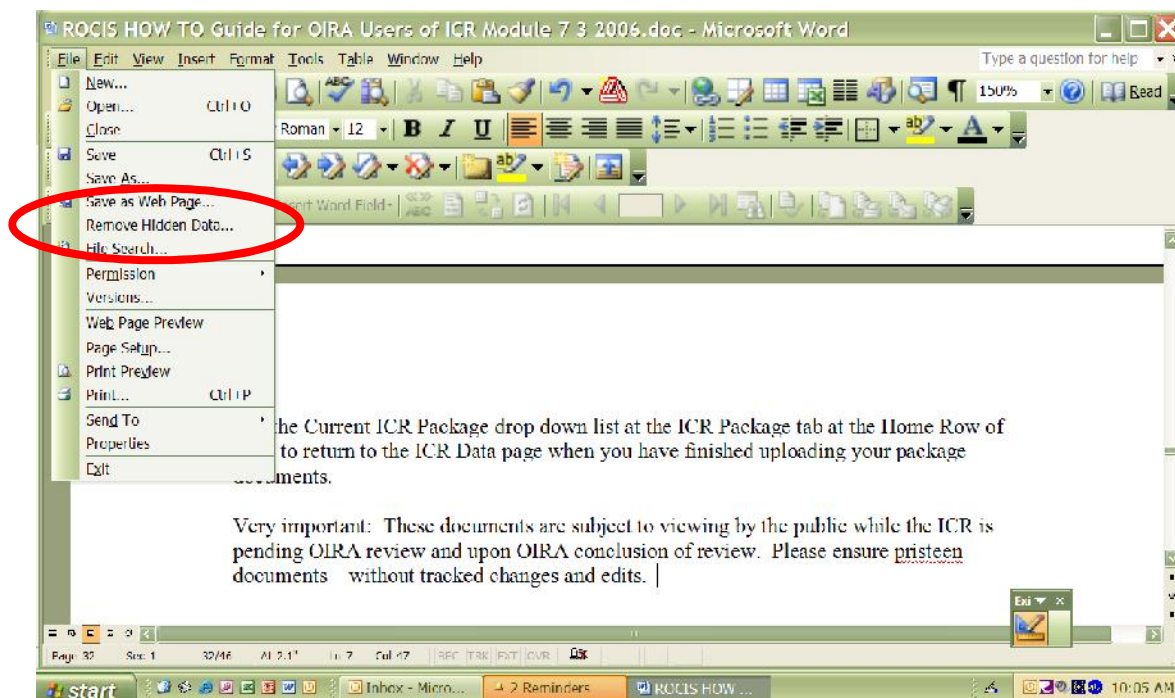 ROCIS HOW TO Guide for OIRA Users of ICR Module 7 3 2006.doc - Microsoft Word
File Edit View Insert Format Tools Table Window Help
Type a question for help
New...
Open... Ctrl+O
Close
Save Ctrl+S
Save As...
Save as Web Page...
Remove Hidden Data...
File Search...
Permission
Versions...
Web Page Preview
Page Setup...
Print Preview
Print... Ctrl+P
Send To
Properties
Exit
150%
Read
Roman 12 B I U
Word Field
the Current ICR Package drop down list at the ICR Package tab at the Home Row of
to return to the ICR Data page when you have finished uploading your package
documents.
Very important: These documents are subject to viewing by the public while the ICR is
pending OIRA review and upon OIRA conclusion of review. Please ensure pristeen
documents without tracked changes and edits.
Exi
Page 32 Sec 1 32/46 At 2.1" Ln 7 Col 47 REC TRK EXT OVR
start Inbox - Micro... 2 Reminders ROCIS HOW ... 10:05 AM